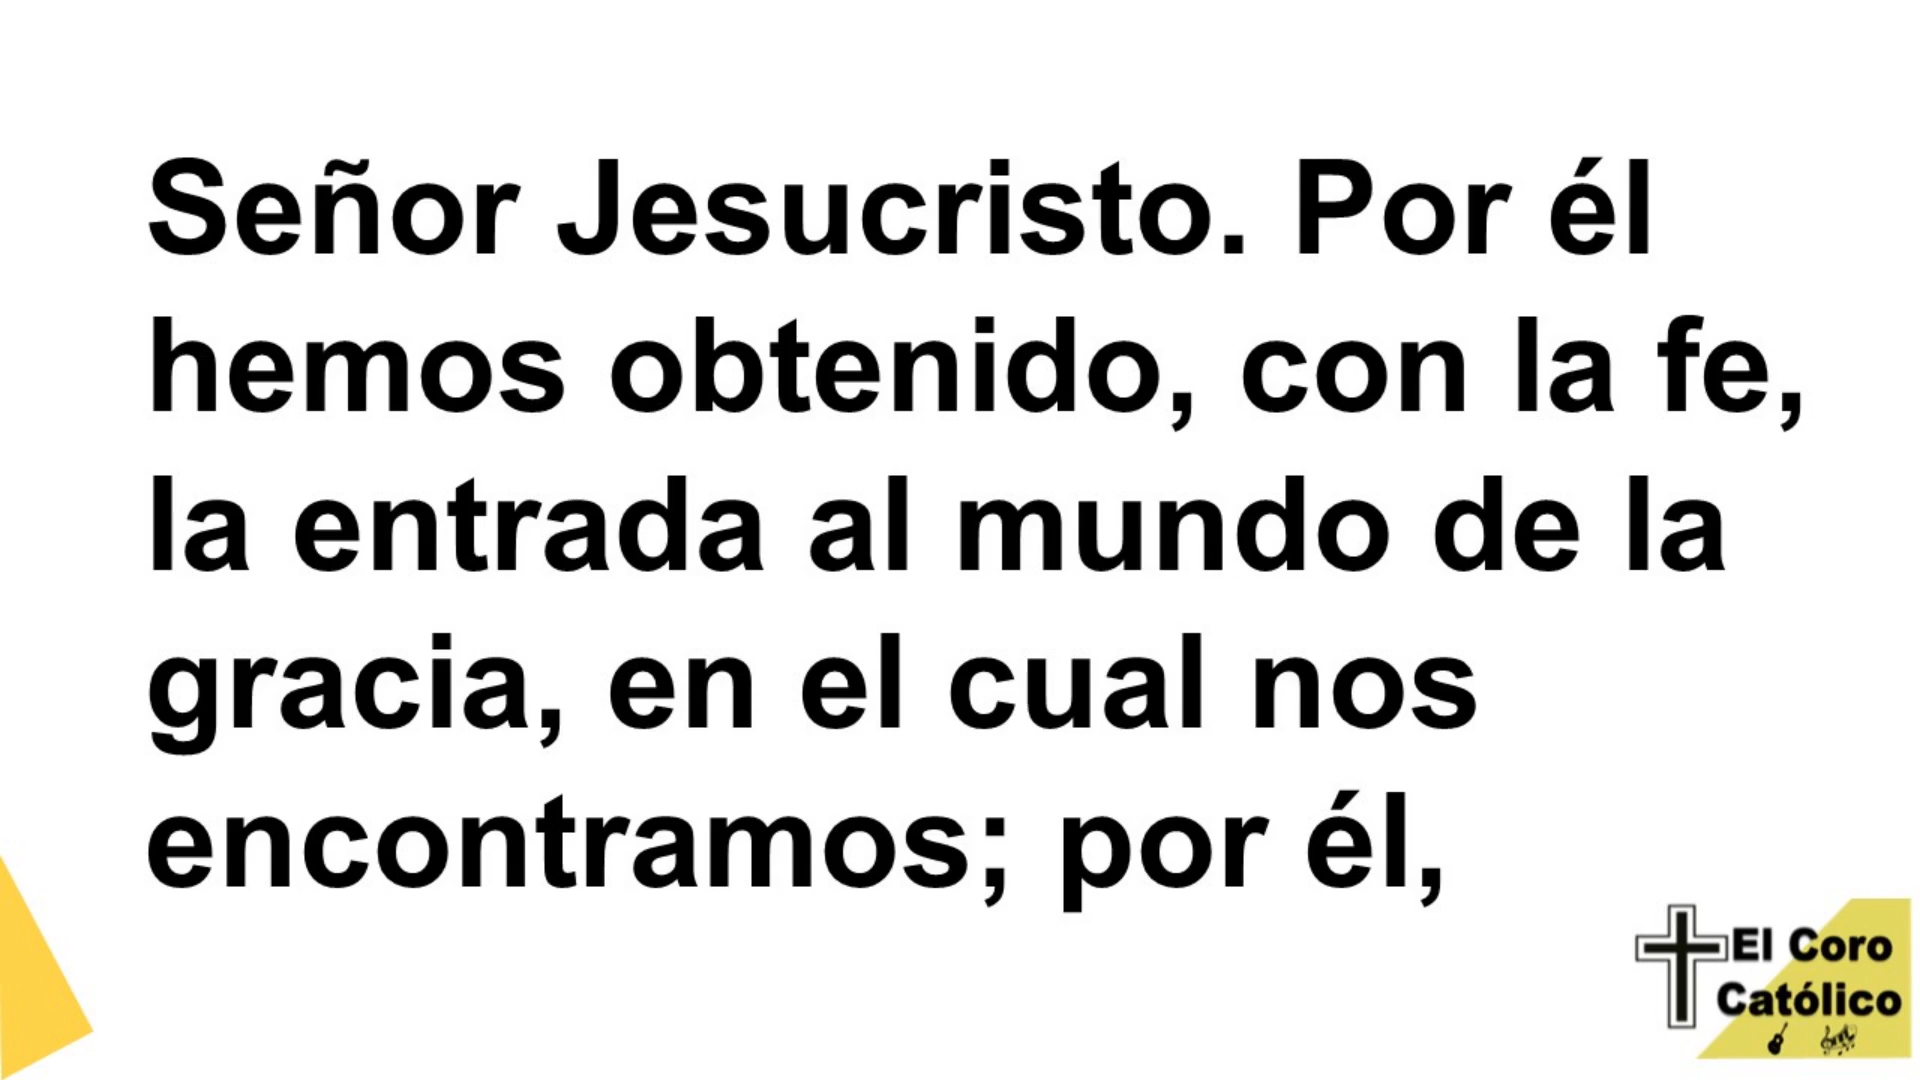 Señor Jesucristo. Por él
hemos obtenido, con la fe,
la entrada al mundo de la
gracia, en el cual nos
encontramos; por él,
El Coro
Católico